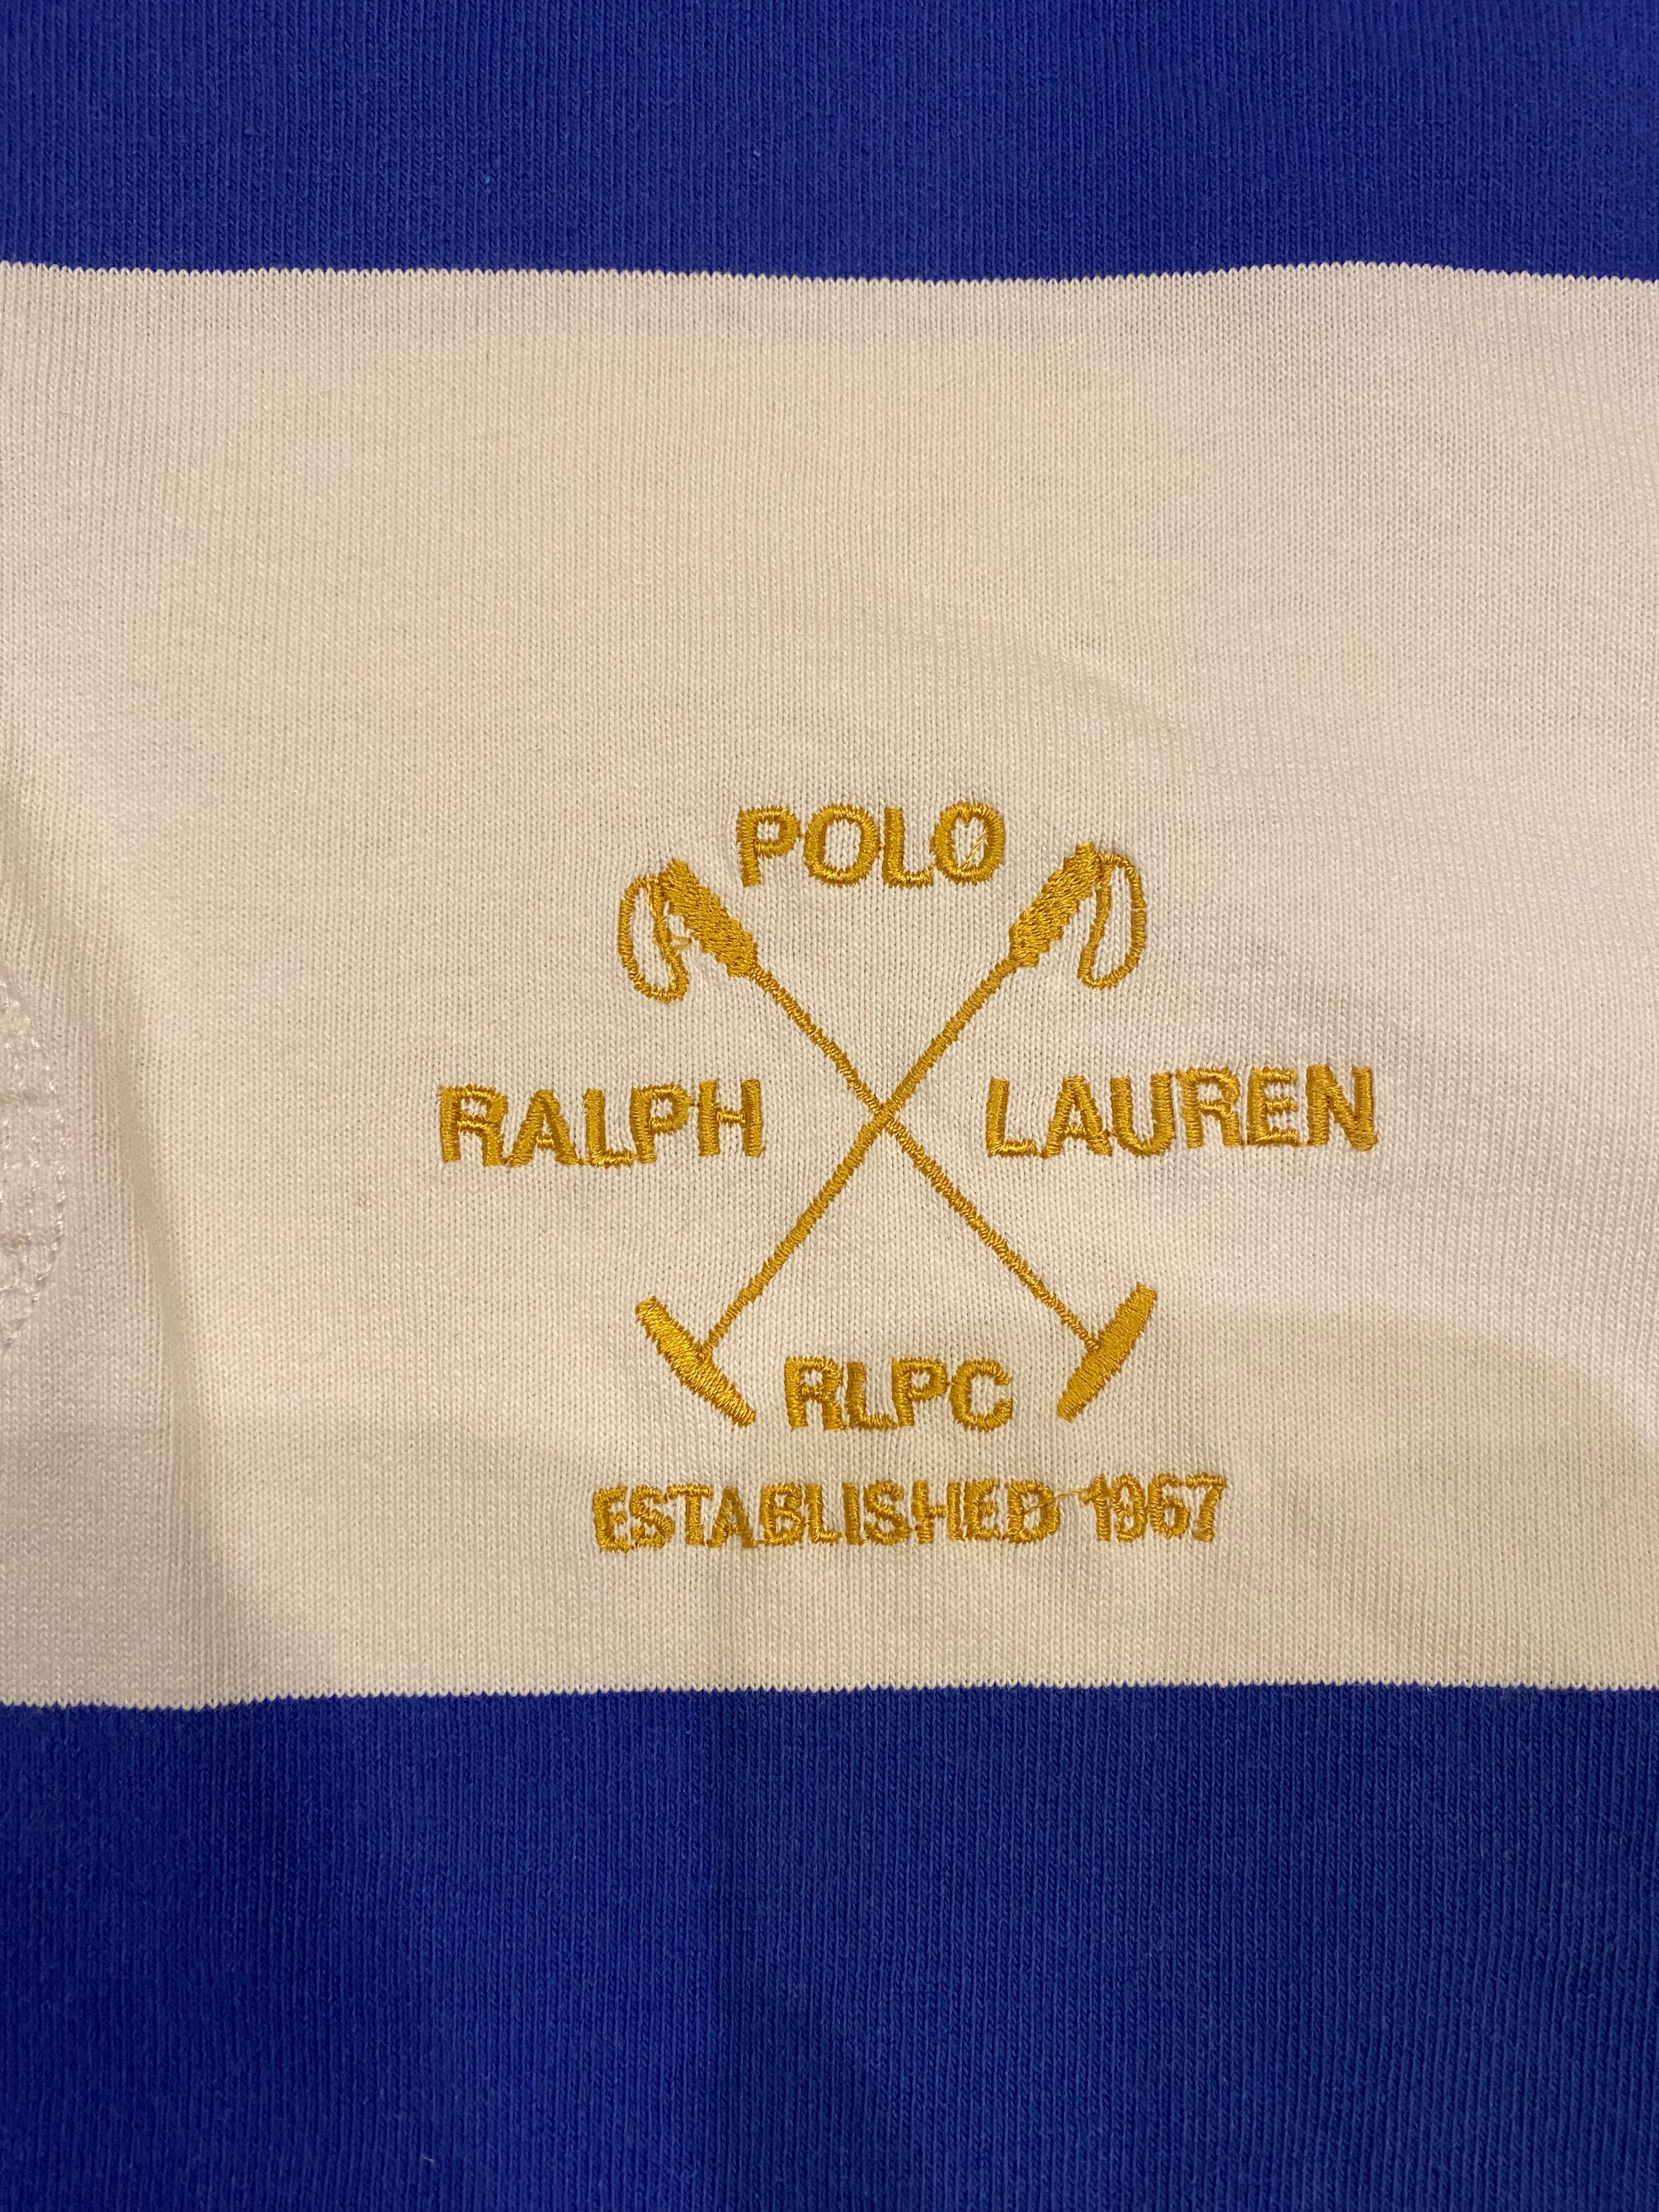 POLO
RALPH LAUREN
RLPC
ESTABLISHED 1967